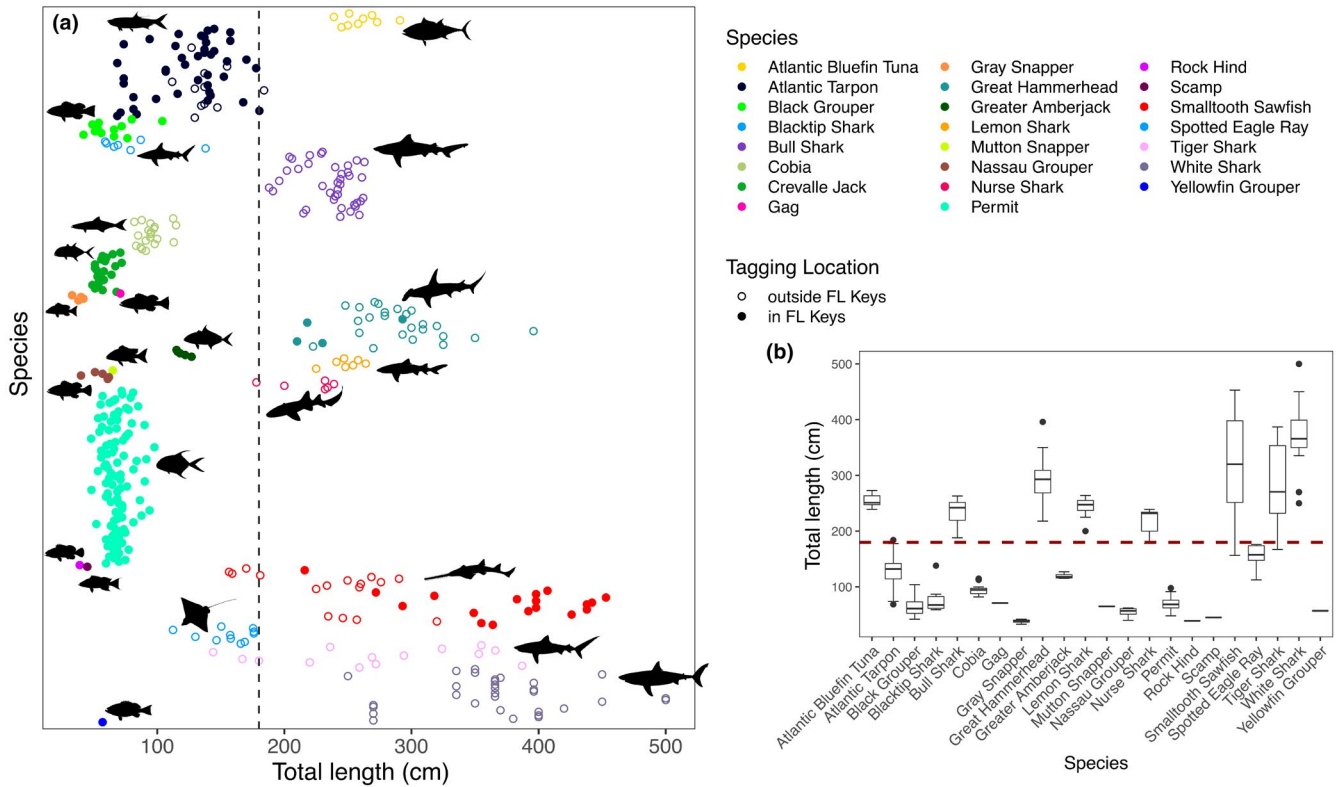 (a)
Species
100
200
300
400
500
Total length (cm)
Species
Atlantic Bluefin Tuna
Atlantic Tarpon
Black Grouper
Blacktip Shark
Bull Shark
Cobia
Crevalle Jack
Gag
Gray Snapper
Great Hammerhead
Greater Amberjack
Lemon Shark
Mutton Snapper
Nassau Grouper
Nurse Shark
Permit
Rock Hind
Scamp
Smalltooth Sawfish
Spotted Eagle Ray
Tiger Shark
White Shark
Yellowfin Grouper
Tagging Location
outside FL Keys
in FL Keys
(b)
Total length (cm)
500
400
300
200
100
Atlantic Bluefin Tuna
Atlantic Tarpon
Black Grouper
Blacktip Shark
Bull Shark
Cobia
Gag
Gray Snapper
Great Hammerhead
Greater Amberjack
Lemon Shark
Mutton Snapper
Nassau Grouper
Nurse Shark
Permit
Rock Hind
Scamp
Smalltooth Sawfish
Spotted Eagle Ray
Tiger Shark
White Shark
Yellowfin Grouper
Species